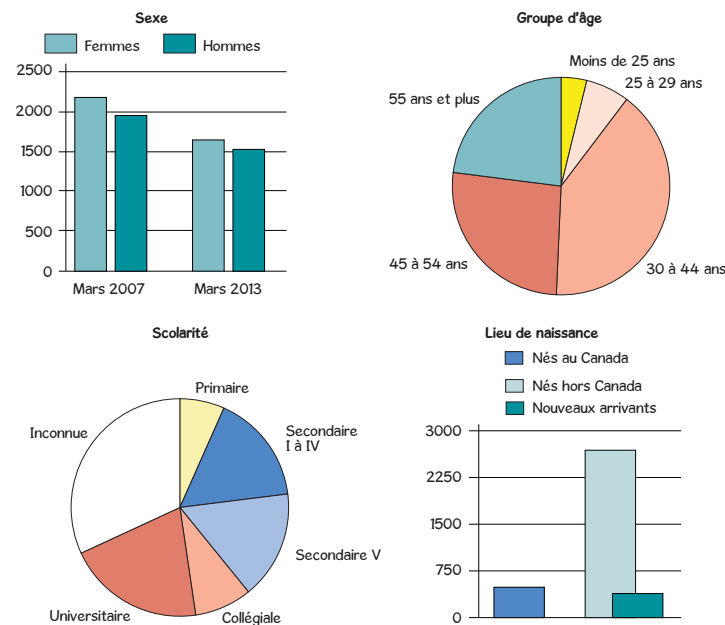 Sexe
Femmes
Hommes
2500
2000
1500
1000
500
0
Mars 2007
Mars 2013
Groupe d'âge
Moins de 25 ans
25 à 29 ans
55 ans et plus
45 à 54 ans
30 à 44 ans
Scolarité
Primaire
Inconnue
Secondaire
I à IV
Secondaire V
Universitaire
Collégiale
Lieu de naissance
Nés au Canada
Nés hors Canada
Nouveaux arrivants
3000
2250
1500
750
0